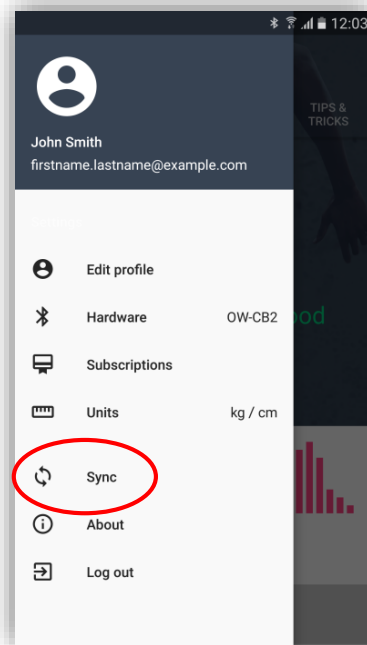 12:03
TIPS &
TRICKS
John Smith
firstname.lastname@example.com
Edit profile
Hardware OW-CB2
ood
Subscriptions
Units kg / cm
Sync
About
Log out